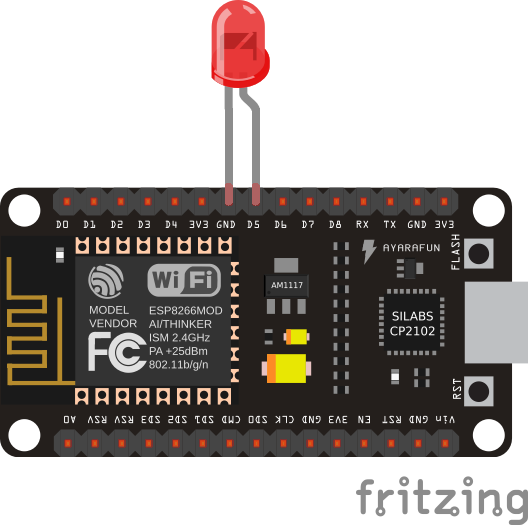 D0 D1 D2 D3 D4 3V3 GND D5 D6 D7 D8 RX TX GND 3V3
AYARAFUN
FLASH
WiFi
AM1117
MODEL
VENDOR
ESP8266MOD
AI/THINKER
ISM 2.4GHz
PA +25dBm
802.11b/g/n
FC
SILABS
CP2102
RST
A0 RSV RSV SD3 SD2 SD1 CMD SD0 CLK GND 3V3 EN RST GND Vin
fritzing